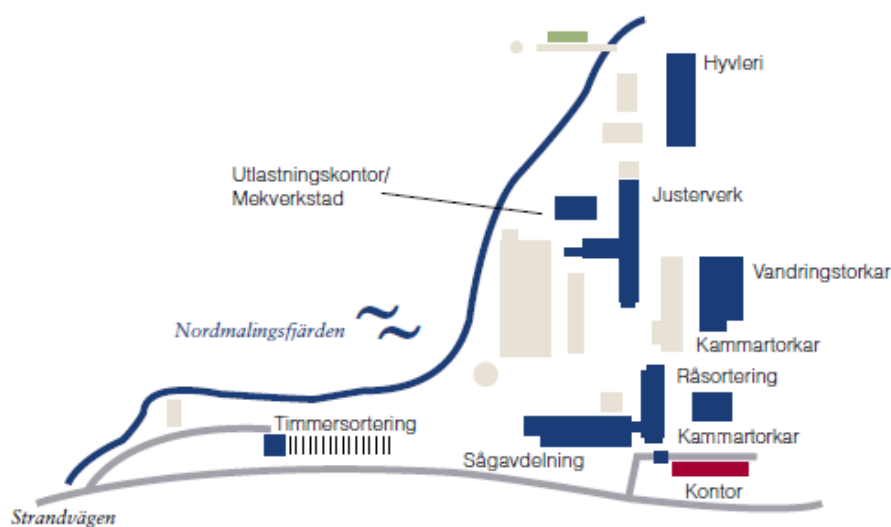 Hyvleri
Utlastningskontor/
Mekverkstad
Justerverk
Vandringstorkar
Nordmalingsfjärden
Kammartorkar
Råsortering
Timmersortering
Kammartorkar
Sågavdelning
Kontor
Strandvägen